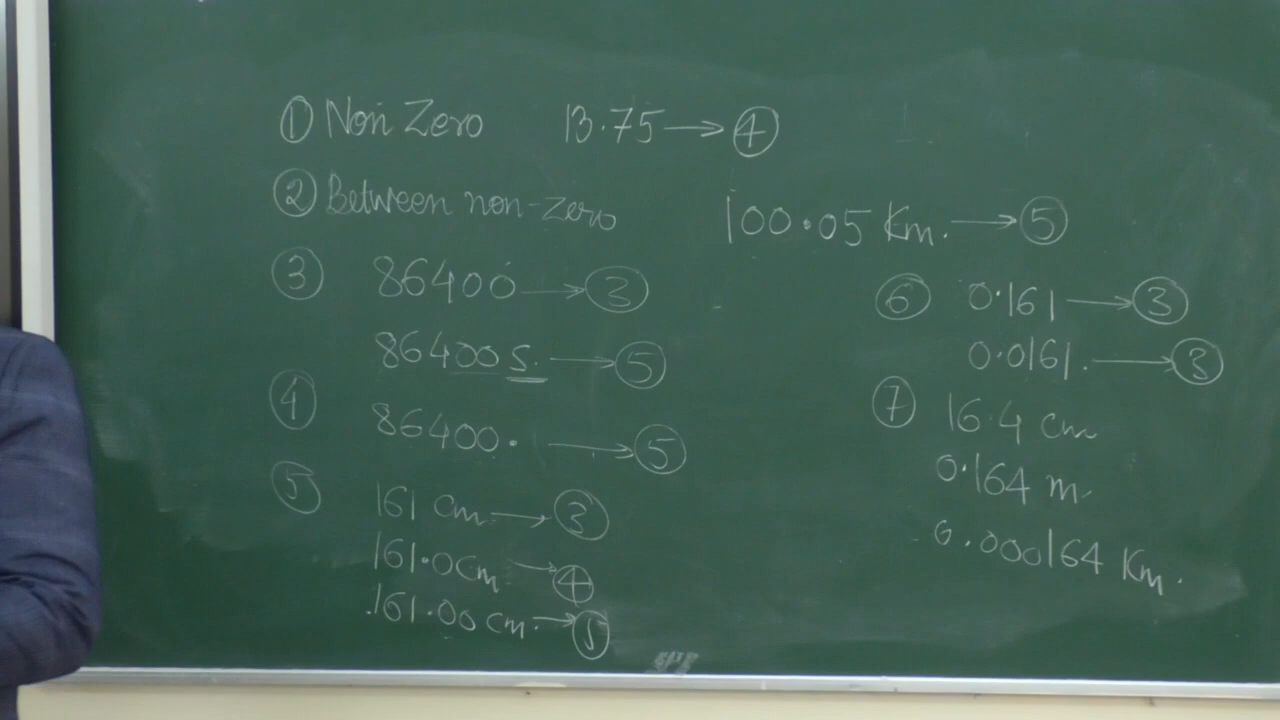 ① Non Zero 13.75 → ④
② Between non-zero 100.05 Km. → ⑤
③ 86400 → ③
86400 s. → ⑤
④ 86400. → ⑤
⑤ 161 cm → ③
161.0cm → ④
.161.00 cm. → ⑤
⑥ 0.161 → ③
0.0161. → ③
⑦ 16.4 cm
0.164 m
0.000164 Km.